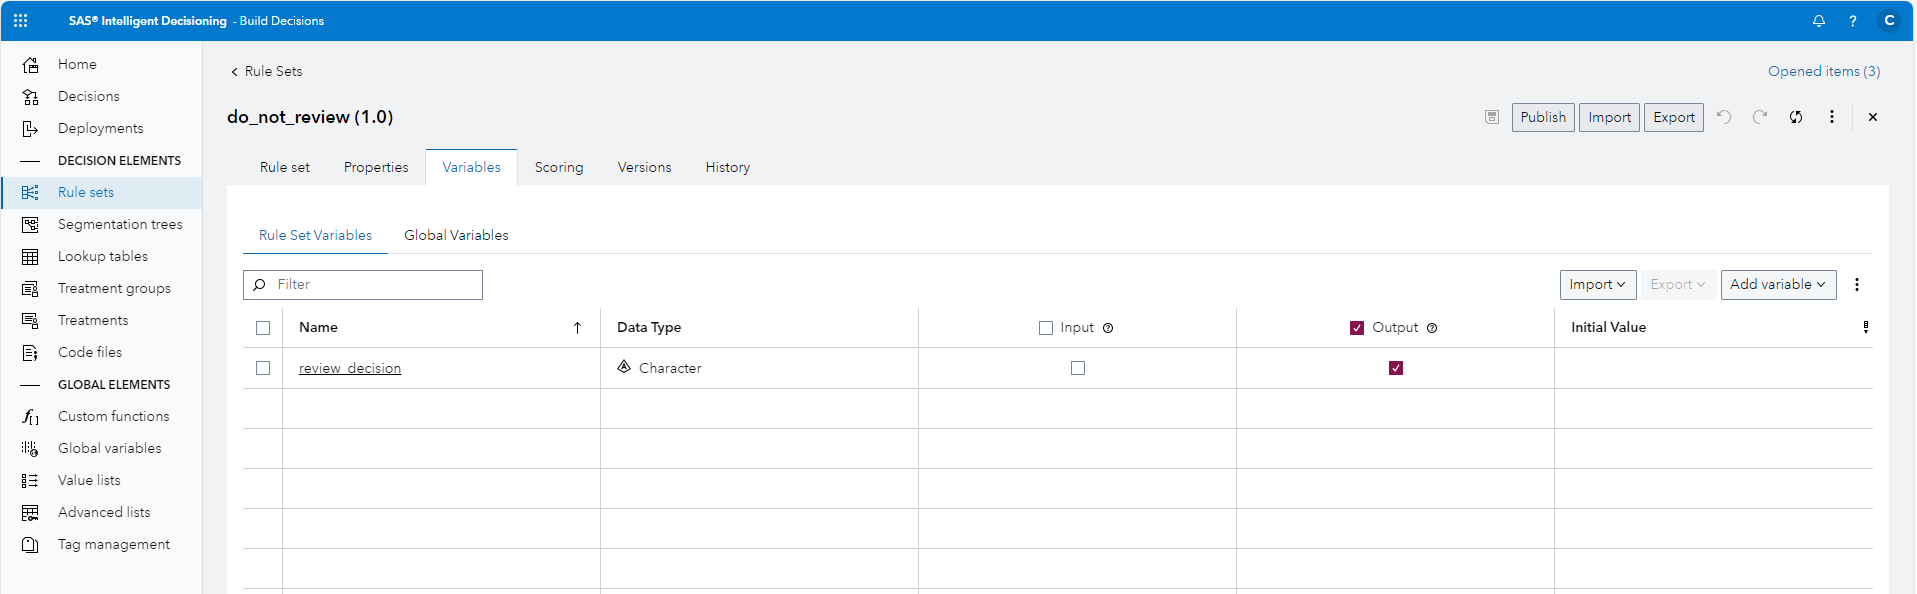 SAS® Intelligent Decisioning - Build Decisions
? C
Home
Decisions
Deployments
DECISION ELEMENTS
Rule sets
Segmentation trees
Lookup tables
Treatment groups
Treatments
Code files
GLOBAL ELEMENTS
Custom functions
Global variables
Value lists
Advanced lists
Tag management
Rule Sets
Opened items (3)
do_not_review (1.0)
Publish Import Export
Rule set Properties Variables Scoring Versions History
Rule Set Variables Global Variables
Filter
Import Export Add variable
Name Data Type Input Output Initial Value
review_decision Character